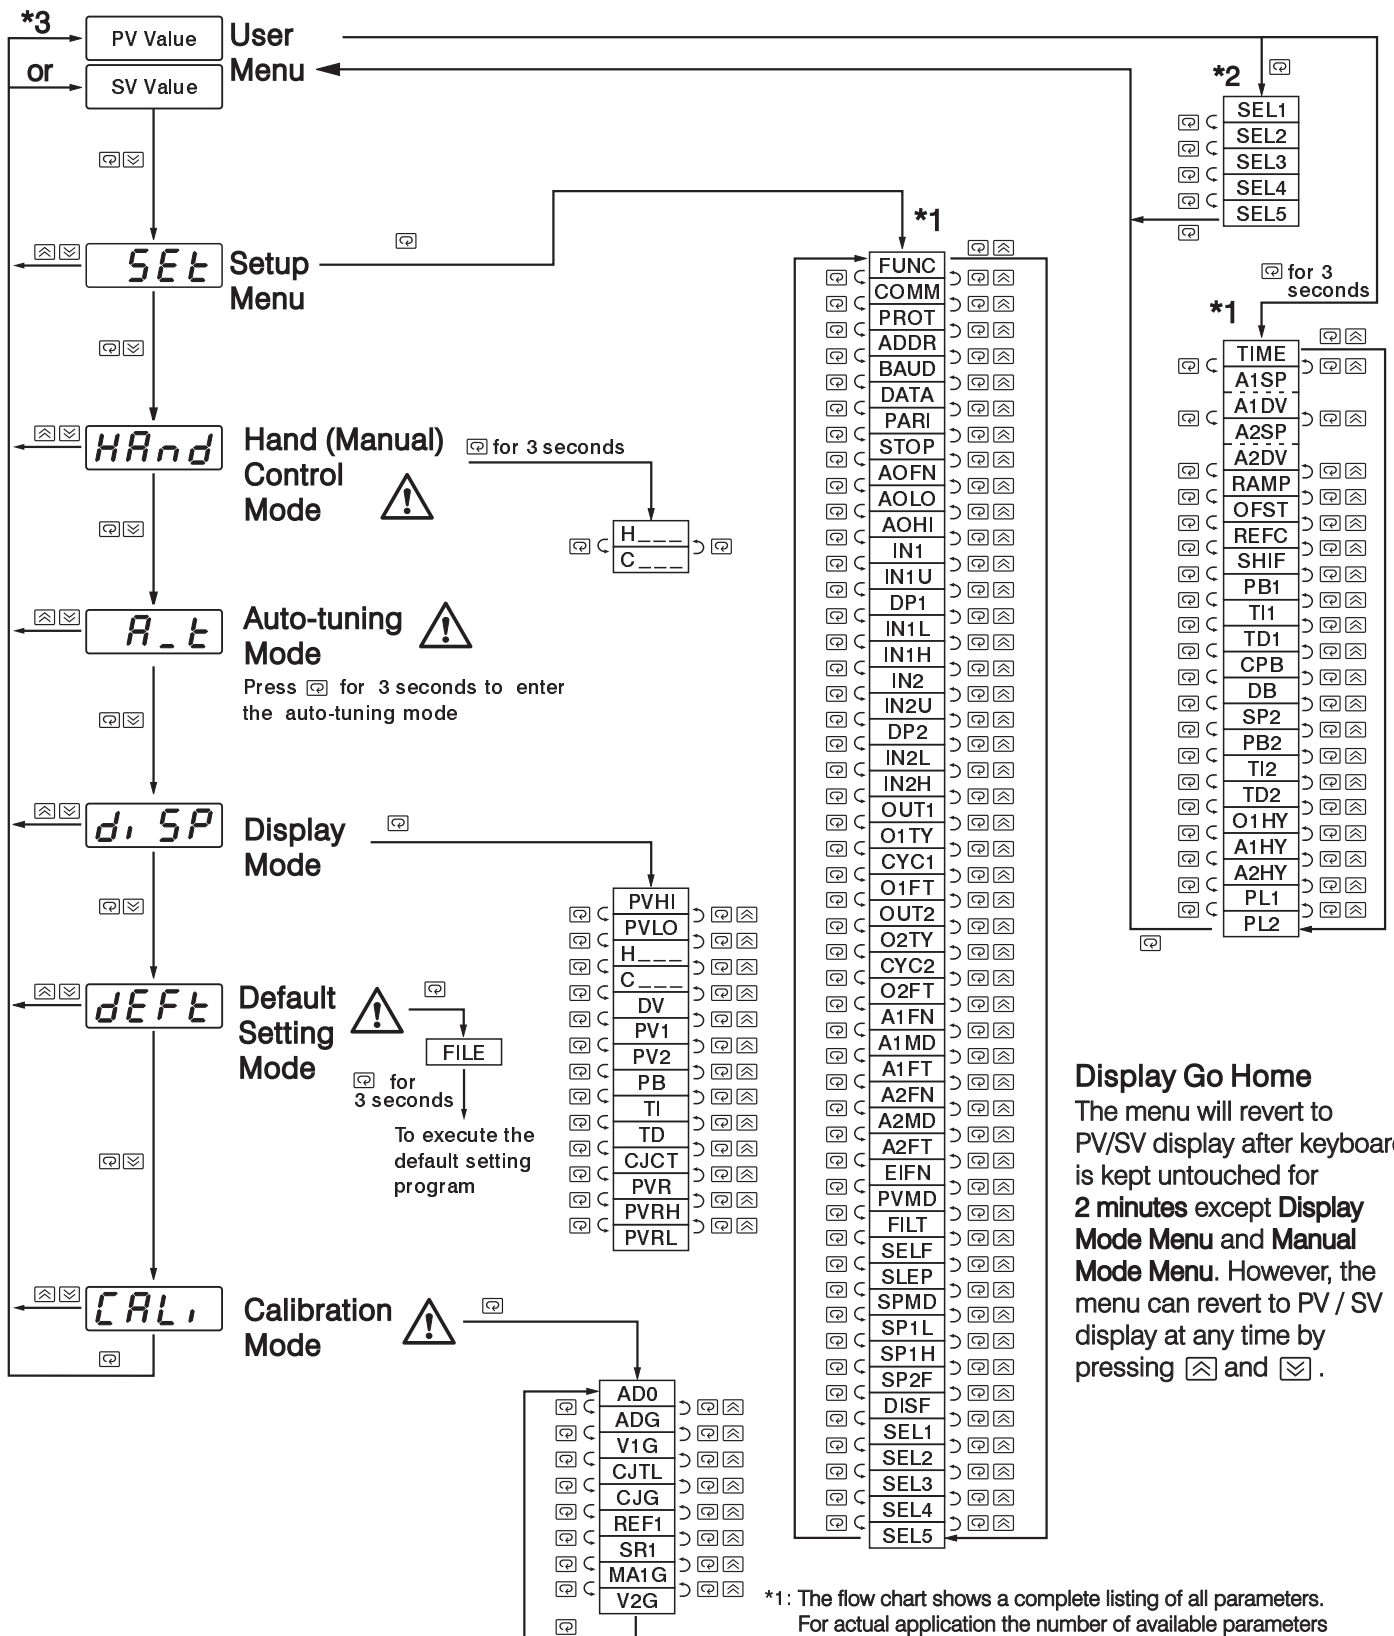 *3
PV Value
or
SV Value
User
Menu
*2
SEL1
SEL2
SEL3
SEL4
SEL5
for 3
seconds
*1
TIME
A1SP
A1DV
A2SP
A2DV
RAMP
OFST
REFC
SHIF
PB1
TI1
TD1
CPB
DB
SP2
PB2
TI2
TD2
O1HY
A1HY
A2HY
PL1
PL2
SEt
Setup
Menu
*1
FUNC
COMM
PROT
ADDR
BAUD
DATA
PARI
STOP
AOFN
AOLO
AOHI
IN1
IN1U
DP1
IN1L
IN1H
IN2
IN2U
DP2
IN2L
IN2H
OUT1
O1TY
CYC1
O1FT
OUT2
O2TY
CYC2
O2FT
A1FN
A1MD
A1FT
A2FN
A2MD
A2FT
EIFN
PVMD
FILT
SELF
SLEP
SPMD
SP1L
SP1H
SP2F
DISF
SEL1
SEL2
SEL3
SEL4
SEL5
HAnd
Hand (Manual)
Control
Mode
for 3 seconds
H___
C___
A_t
Auto-tuning
Mode
Press for 3 seconds to enter
the auto-tuning mode
diSP
Display
Mode
PVHI
PVLO
H___
C___
DV
PV1
PV2
PB
TI
TD
CJCT
PVR
PVRH
PVRL
dEFt
Default
Setting
Mode
FILE
for
3 seconds
To execute the
default setting
program
CALi
Calibration
Mode
AD0
ADG
V1G
CJTL
CJG
REF1
SR1
MA1G
V2G
Display Go Home
The menu will revert to
PV/SV display after keyboard
is kept untouched for
2 minutes except Display
Mode Menu and Manual
Mode Menu. However, the
menu can revert to PV / SV
display at any time by
pressing and .
*1: The flow chart shows a complete listing of all parameters.
For actual application the number of available parameters